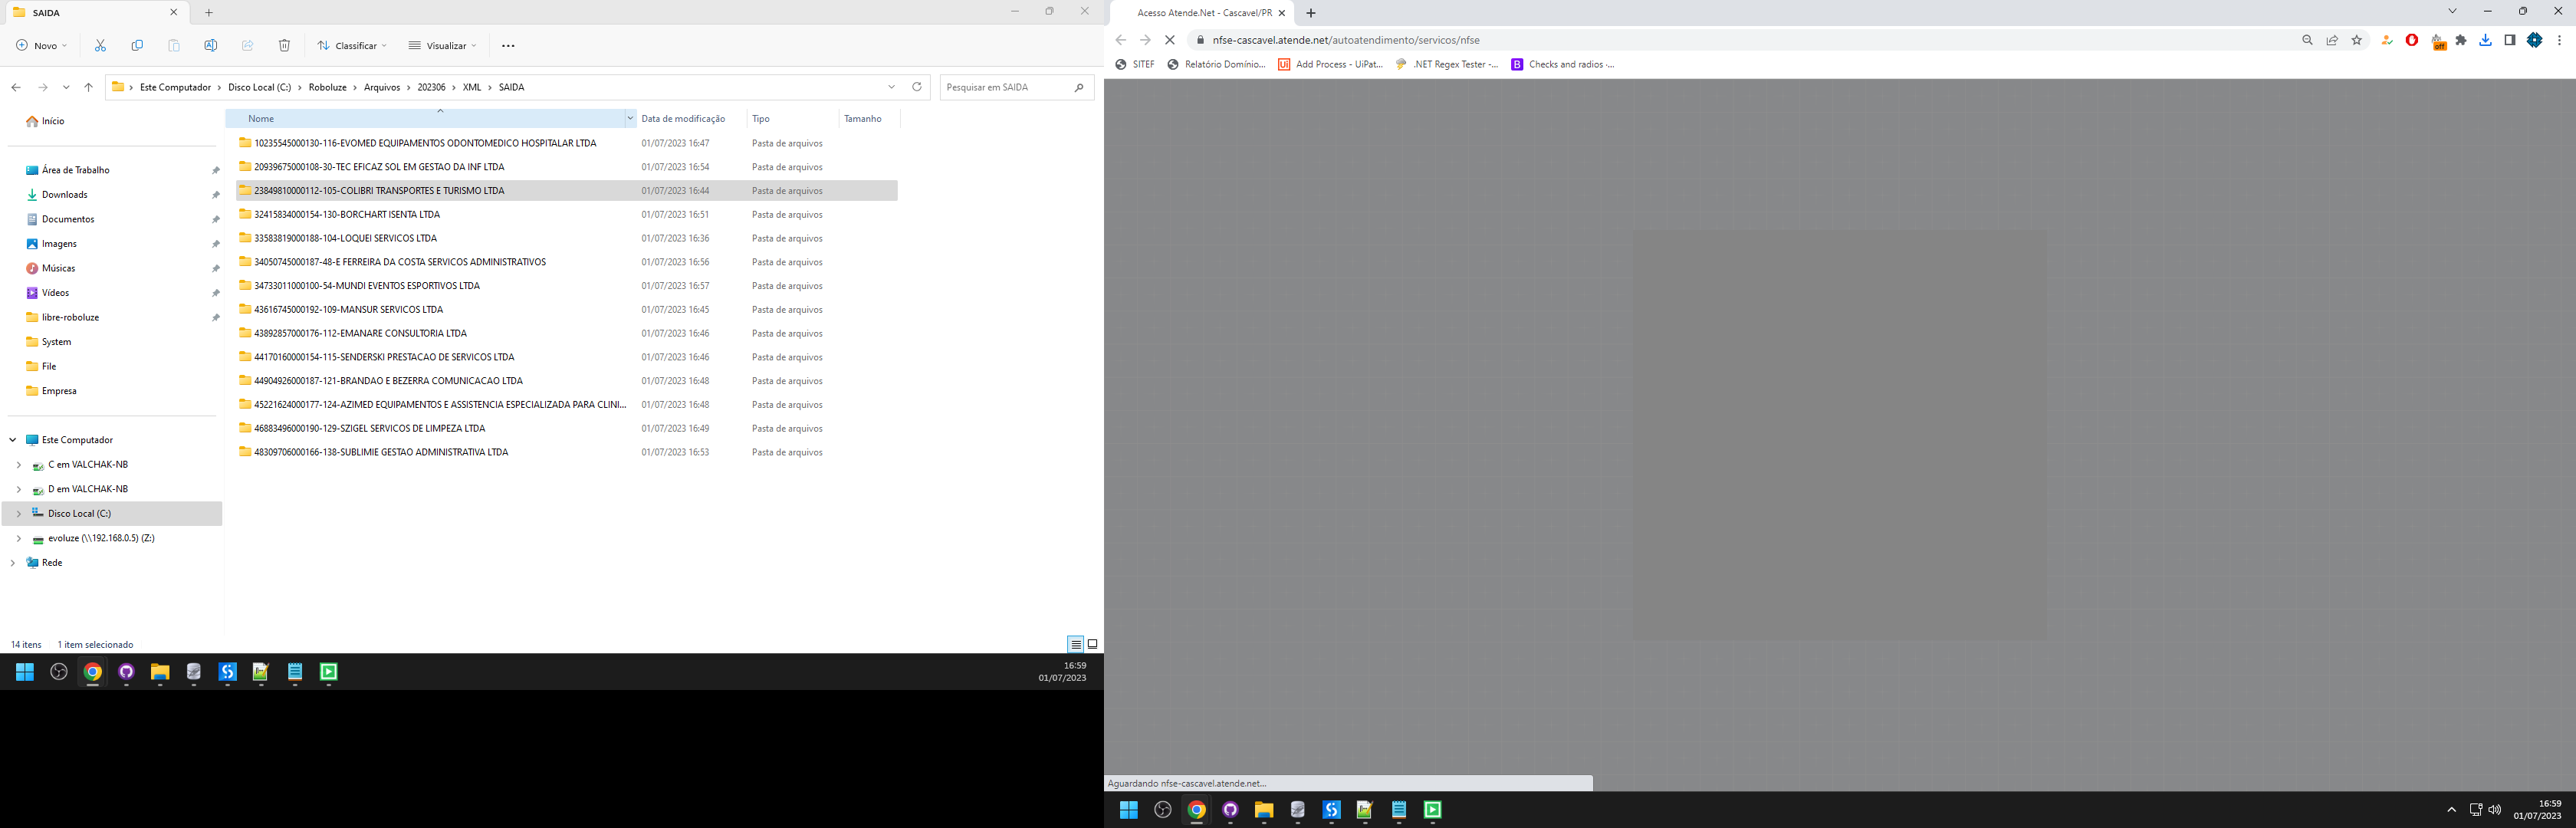 SAIDA
Novo
Classificar
Visualizar
Este Computador > Disco Local (C:) > Roboluze > Arquivos > 202306 > XML > SAIDA
Pesquisar em SAIDA
Início
Área de Trabalho
Downloads
Documentos
Imagens
Músicas
Vídeos
libre-roboluze
System
File
Empresa
Este Computador
C em VALCHAK-NB
D em VALCHAK-NB
Disco Local (C:)
evoluze (\\192.168.0.5) (Z:)
Rede
Nome Data de modificação Tipo Tamanho
10235545000130-116-EVOMED EQUIPAMENTOS ODONTOMEDICO HOSPITALAR LTDA 01/07/2023 16:47 Pasta de arquivos
20939675000108-30-TEC EFICAZ SOL EM GESTAO DA INF LTDA 01/07/2023 16:54 Pasta de arquivos
23849810000112-105-COLIBRI TRANSPORTES E TURISMO LTDA 01/07/2023 16:44 Pasta de arquivos
32415834000154-130-BORCHART ISENTA LTDA 01/07/2023 16:51 Pasta de arquivos
33583819000188-104-LOQUEI SERVICOS LTDA 01/07/2023 16:36 Pasta de arquivos
34050745000187-48-E FERREIRA DA COSTA SERVICOS ADMINISTRATIVOS 01/07/2023 16:56 Pasta de arquivos
34733011000100-54-MUNDI EVENTOS ESPORTIVOS LTDA 01/07/2023 16:57 Pasta de arquivos
43616745000192-109-MANSUR SERVICOS LTDA 01/07/2023 16:45 Pasta de arquivos
43892857000176-112-EMANARE CONSULTORIA LTDA 01/07/2023 16:46 Pasta de arquivos
44170160000154-115-SENDERSKI PRESTACAO DE SERVICOS LTDA 01/07/2023 16:46 Pasta de arquivos
44904926000187-121-BRANDAO E BEZERRA COMUNICACAO LTDA 01/07/2023 16:48 Pasta de arquivos
45221624000177-124-AZIMED EQUIPAMENTOS E ASSISTENCIA ESPECIALIZADA PARA CLINI... 01/07/2023 16:48 Pasta de arquivos
46883496000190-129-SZIGEL SERVICOS DE LIMPEZA LTDA 01/07/2023 16:49 Pasta de arquivos
48309706000166-138-SUBLIMIE GESTAO ADMINISTRATIVA LTDA 01/07/2023 16:53 Pasta de arquivos
14 itens 1 item selecionado
16:59
01/07/2023
Acesso Atende.Net - Cascavel/PR
nfse-cascavel.atende.net/autoatendimento/servicos/nfse
off
SITEF
Relatório Domínio...
Ui Add Process - UiPat...
.NET Regex Tester -...
B Checks and radios ·...
Aguardando nfse-cascavel.atende.net...
16:59
01/07/2023